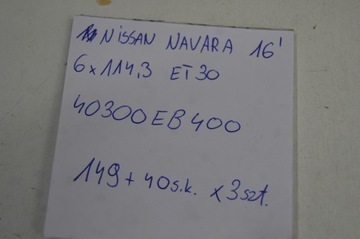 NISSAN NAVARA 16'
6x114,3 ET30
40300EB400
149+40s.k. x3szt.